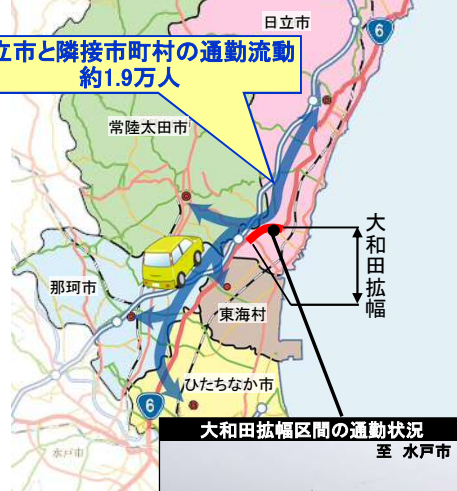 日立市
6
立市と隣接市町村の通勤流動
約1.9万人
常陸太田市
大和田拡幅
那珂市
東海村
ひたちなか市
6
大和田拡幅区間の通勤状況
水戸市
至 水戸市